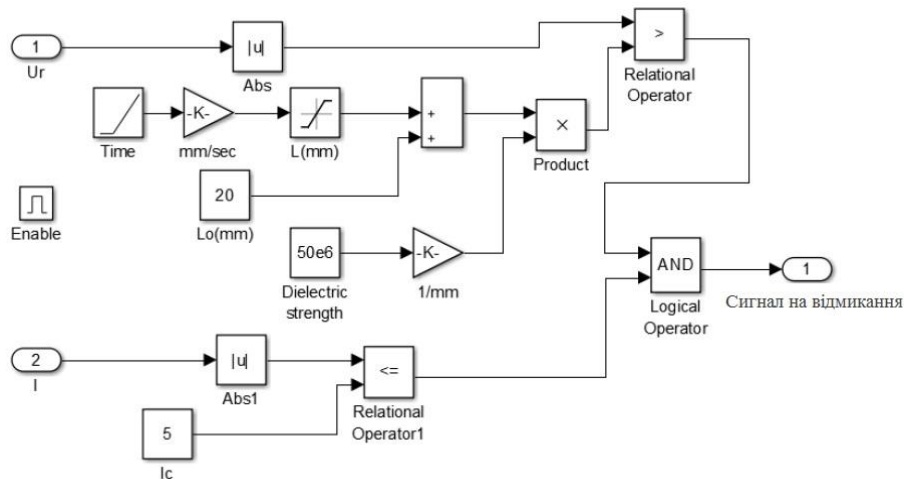 1
Ur
|u|
Abs
>
Relational
Operator
Time
-K-
mm/sec
L(mm)
+
+
×
Product
20
Lo(mm)
Enable
50e6
Dielectric
strength
-K-
1/mm
AND
Logical
Operator
1
Сигнал на відмикання
2
I
|u|
Abs1
<=
Relational
Operator1
5
Ic